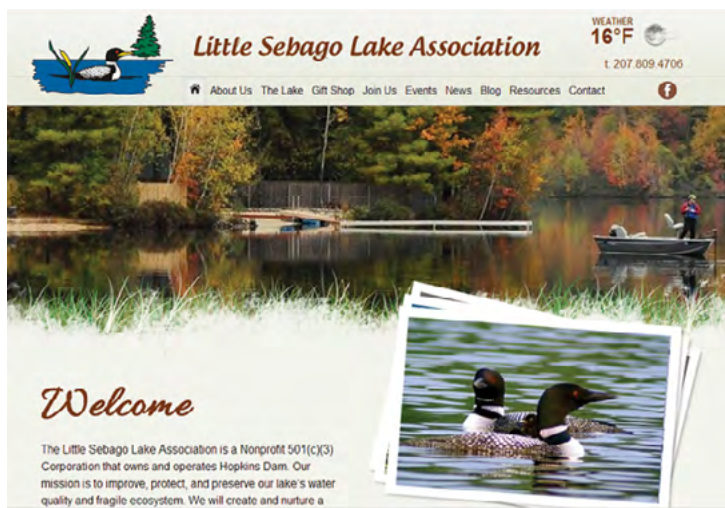 WEATHER
Little Sebago Lake Association
16°F
t. 207.809.4706
About Us The Lake Gift Shop Join Us Events News Blog Resources Contact
f
Welcome
The Little Sebago Lake Association is a Nonprofit 501(c)(3)
Corporation that owns and operates Hopkins Dam. Our
mission is to improve, protect, and preserve our lake's water
quality and fragile ecosystem. We will create and nurture a